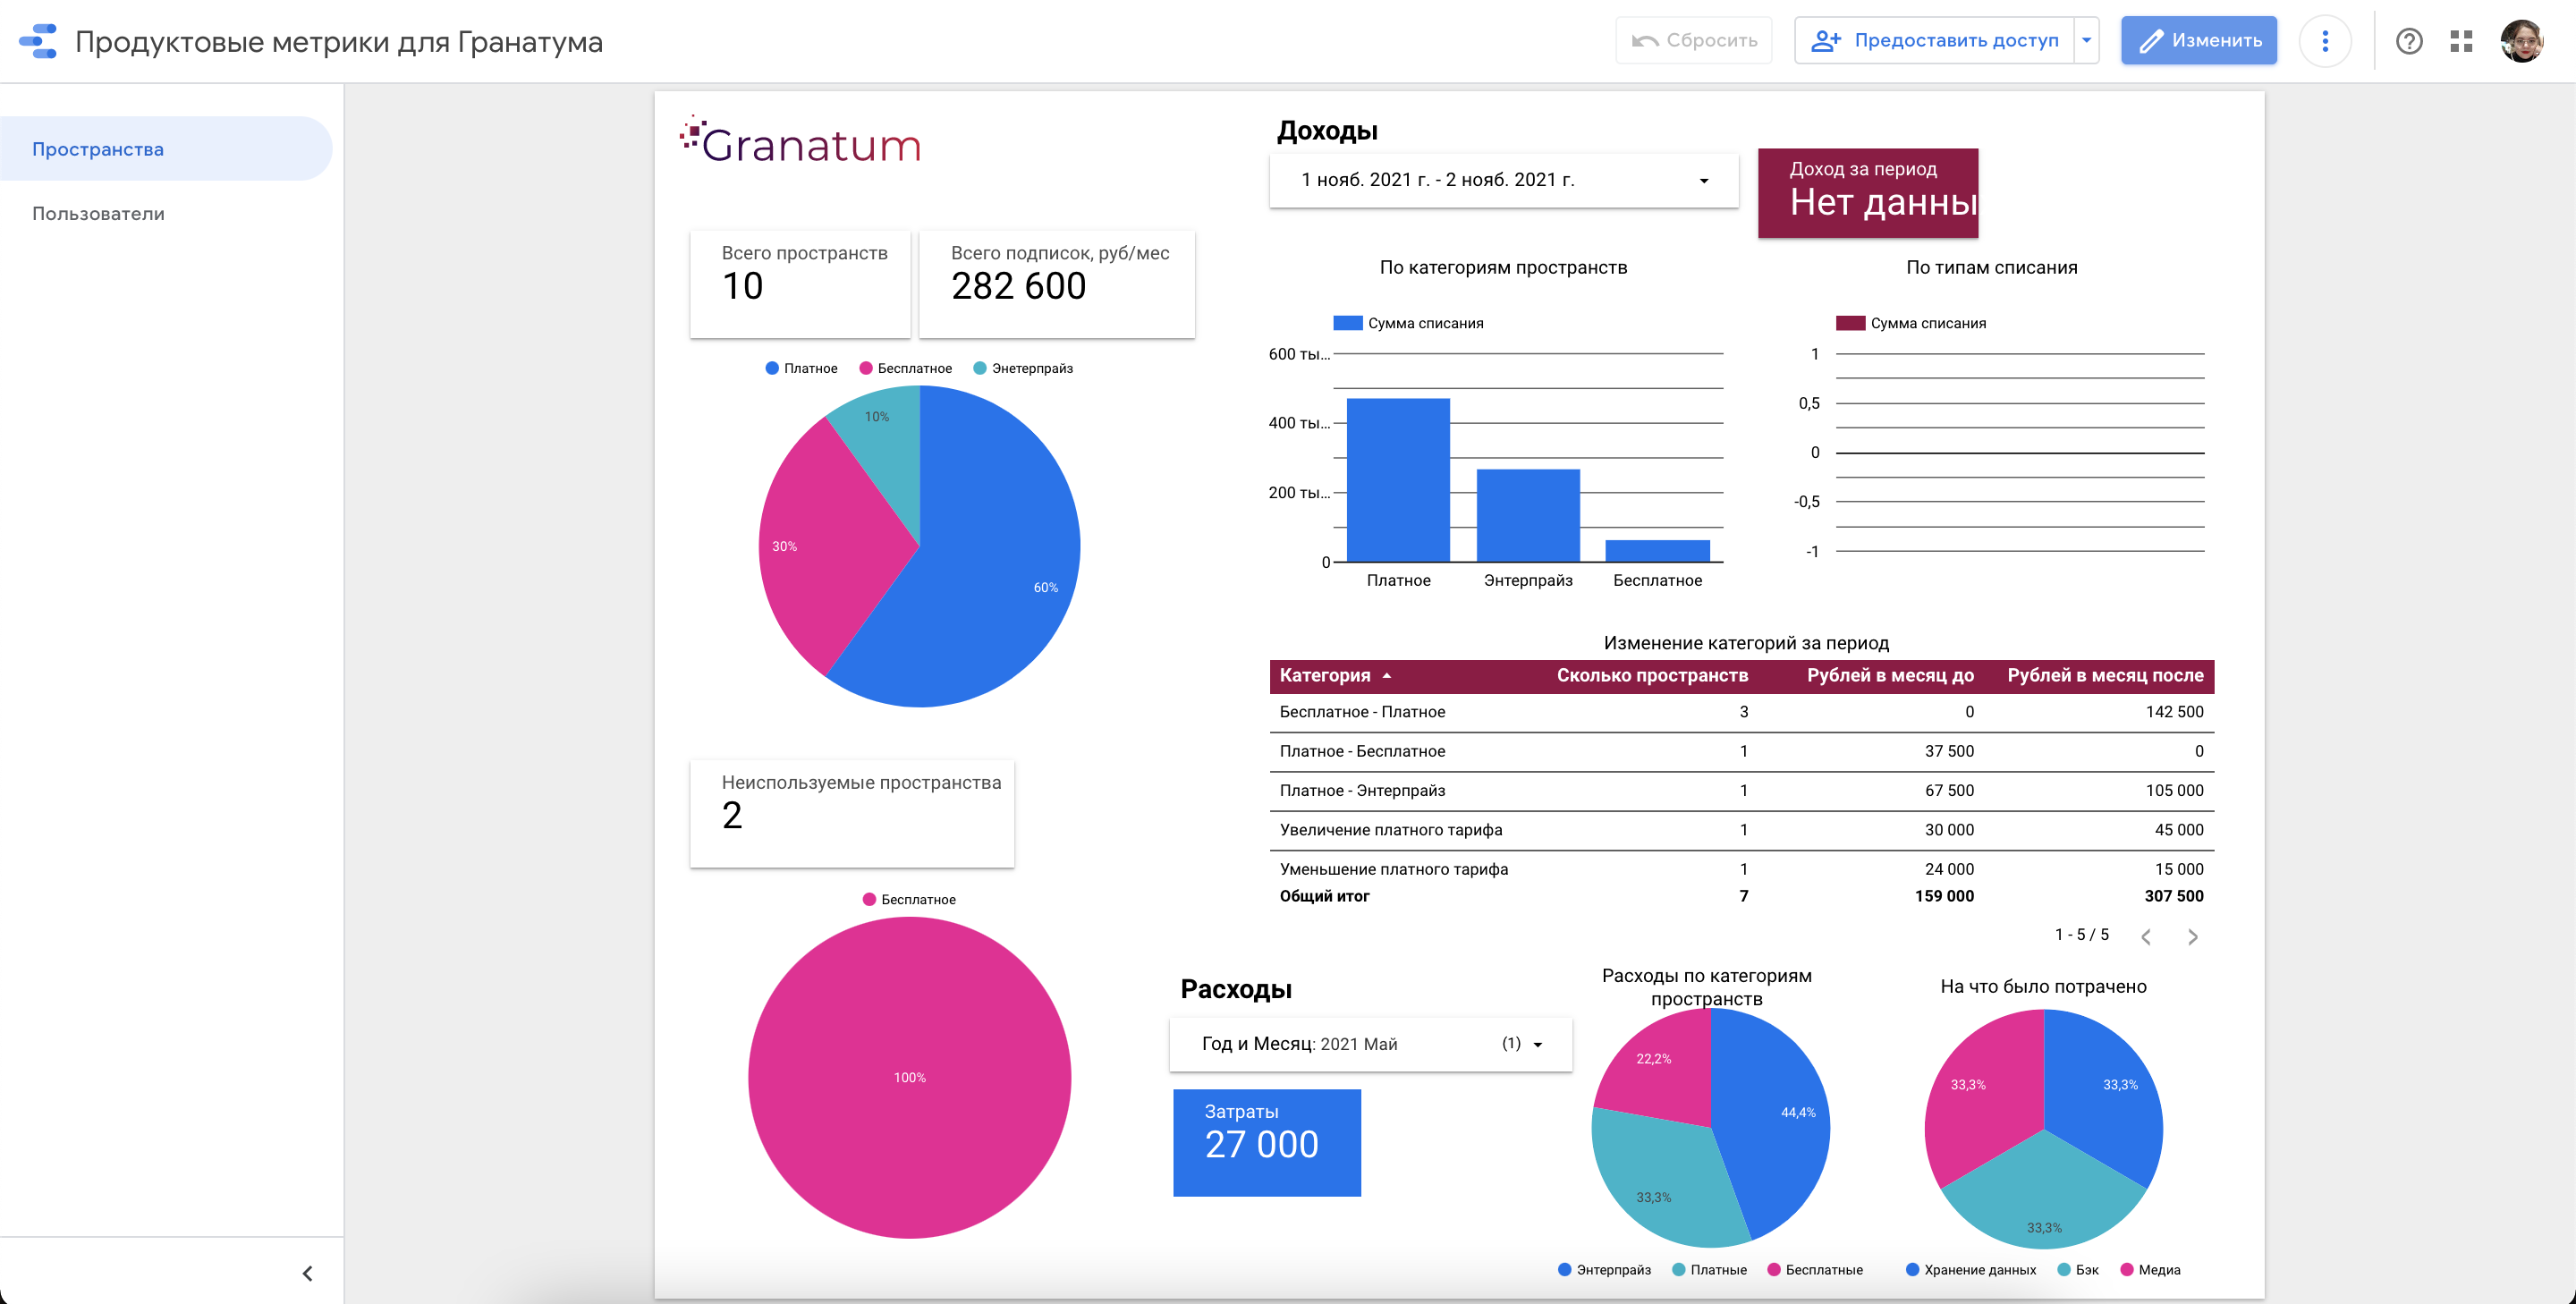 Продуктовые метрики для Гранатума
Сбросить
Предоставить доступ
Изменить
Пространства
Пользователи
Granatum
Всего пространств
10
Всего подписок, руб/мес
282 600
Платное Бесплатное Энетерпрайз
10%
30%
60%
Неиспользуемые пространства
2
Бесплатное
100%
Доходы
1 нояб. 2021 г. - 2 нояб. 2021 г.
Доход за период
Нет данны
По категориям пространств
Сумма списания
600 ты...
400 ты...
200 ты...
0
Платное Энтерпрайз Бесплатное
По типам списания
Сумма списания
1
0,5
0
-0,5
-1
Изменение категорий за период
Категория Сколько пространств Рублей в месяц до Рублей в месяц после
Бесплатное - Платное 3 0 142 500
Платное - Бесплатное 1 37 500 0
Платное - Энтерпрайз 1 67 500 105 000
Увеличение платного тарифа 1 30 000 45 000
Уменьшение платного тарифа 1 24 000 15 000
Общий итог 7 159 000 307 500
1 - 5 / 5
Расходы
Год и Месяц: 2021 Май (1)
Затраты
27 000
Расходы по категориям
пространств
22,2%
44,4%
33,3%
Энтерпрайз Платные Бесплатные
На что было потрачено
33,3%
33,3%
33,3%
Хранение данных Бэк Медиа